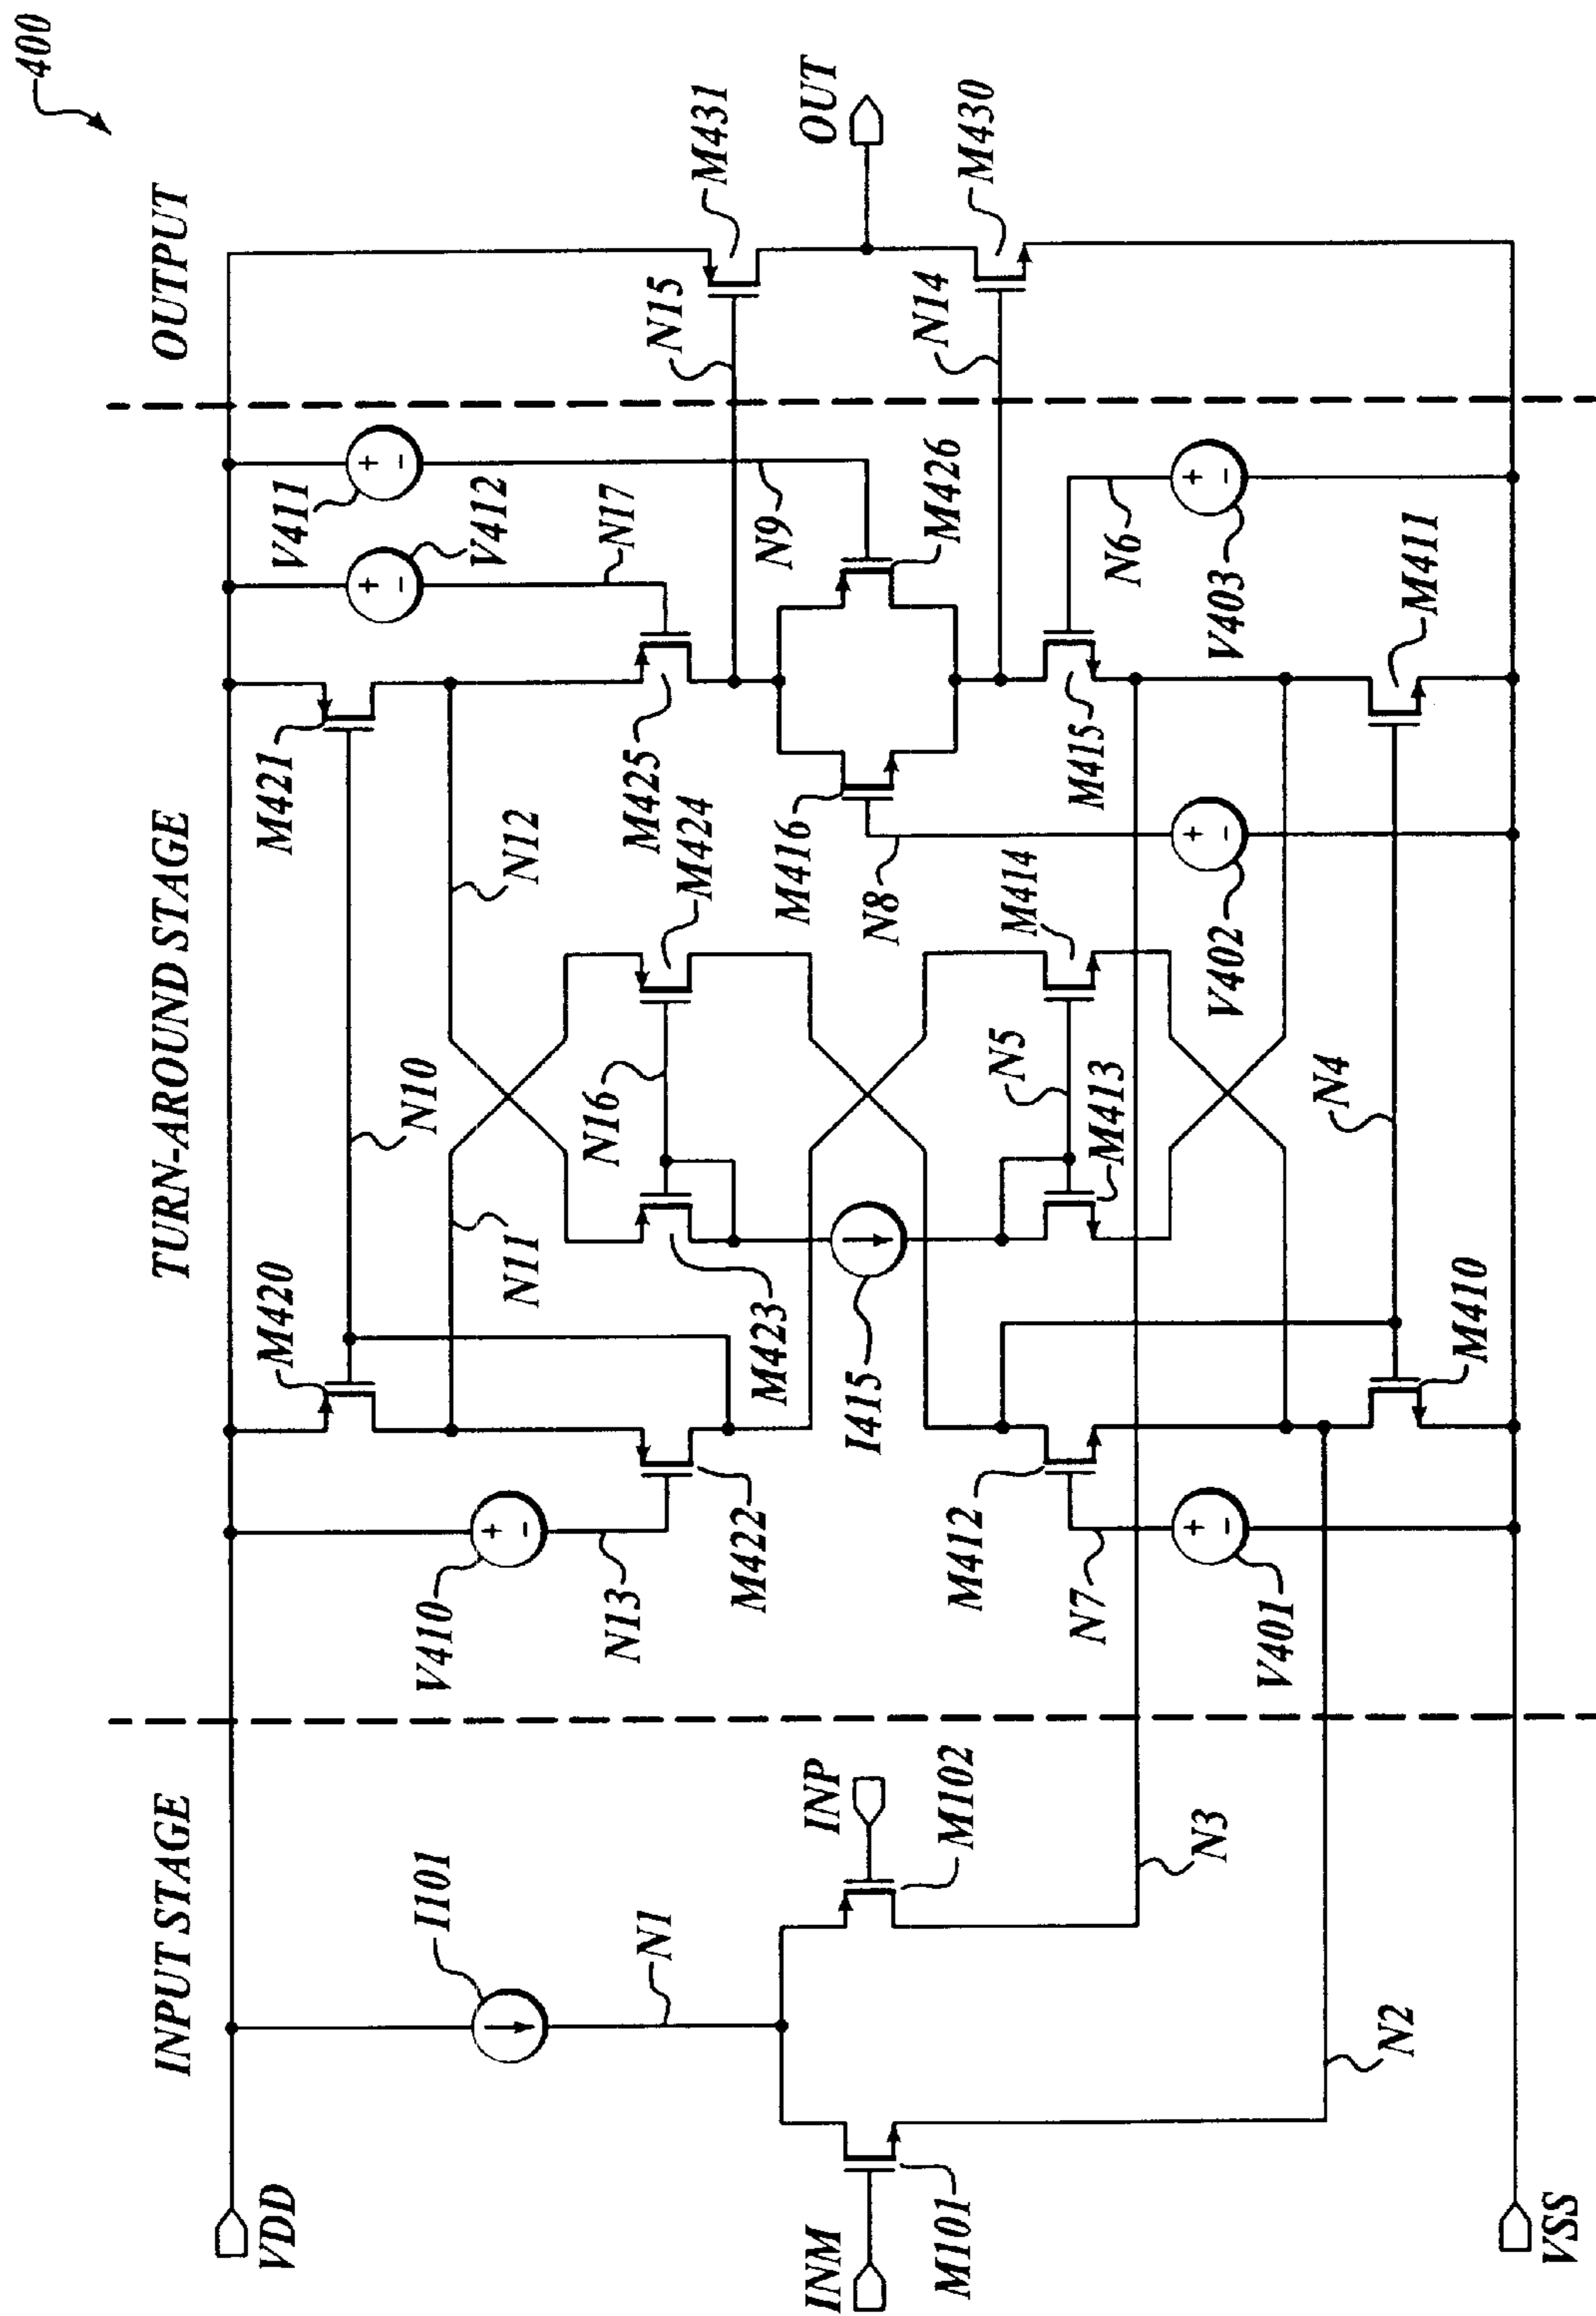 400
INPUT STAGE
TURN-AROUND STAGE
OUTPUT
VDD
I101
N1
INM
M101
INP
M102
N2
N3
VSS
V410
N13
M422
M420
N11
N10
M421
N12
V411
V412
N17
M423
N16
M424
M425
N15
M431
OUT
M416
N9
M426
N14
M430
I415
N8
M412
N7
V401
M410
M413
N5
M414
M415
N6
V403
V402
N4
M411